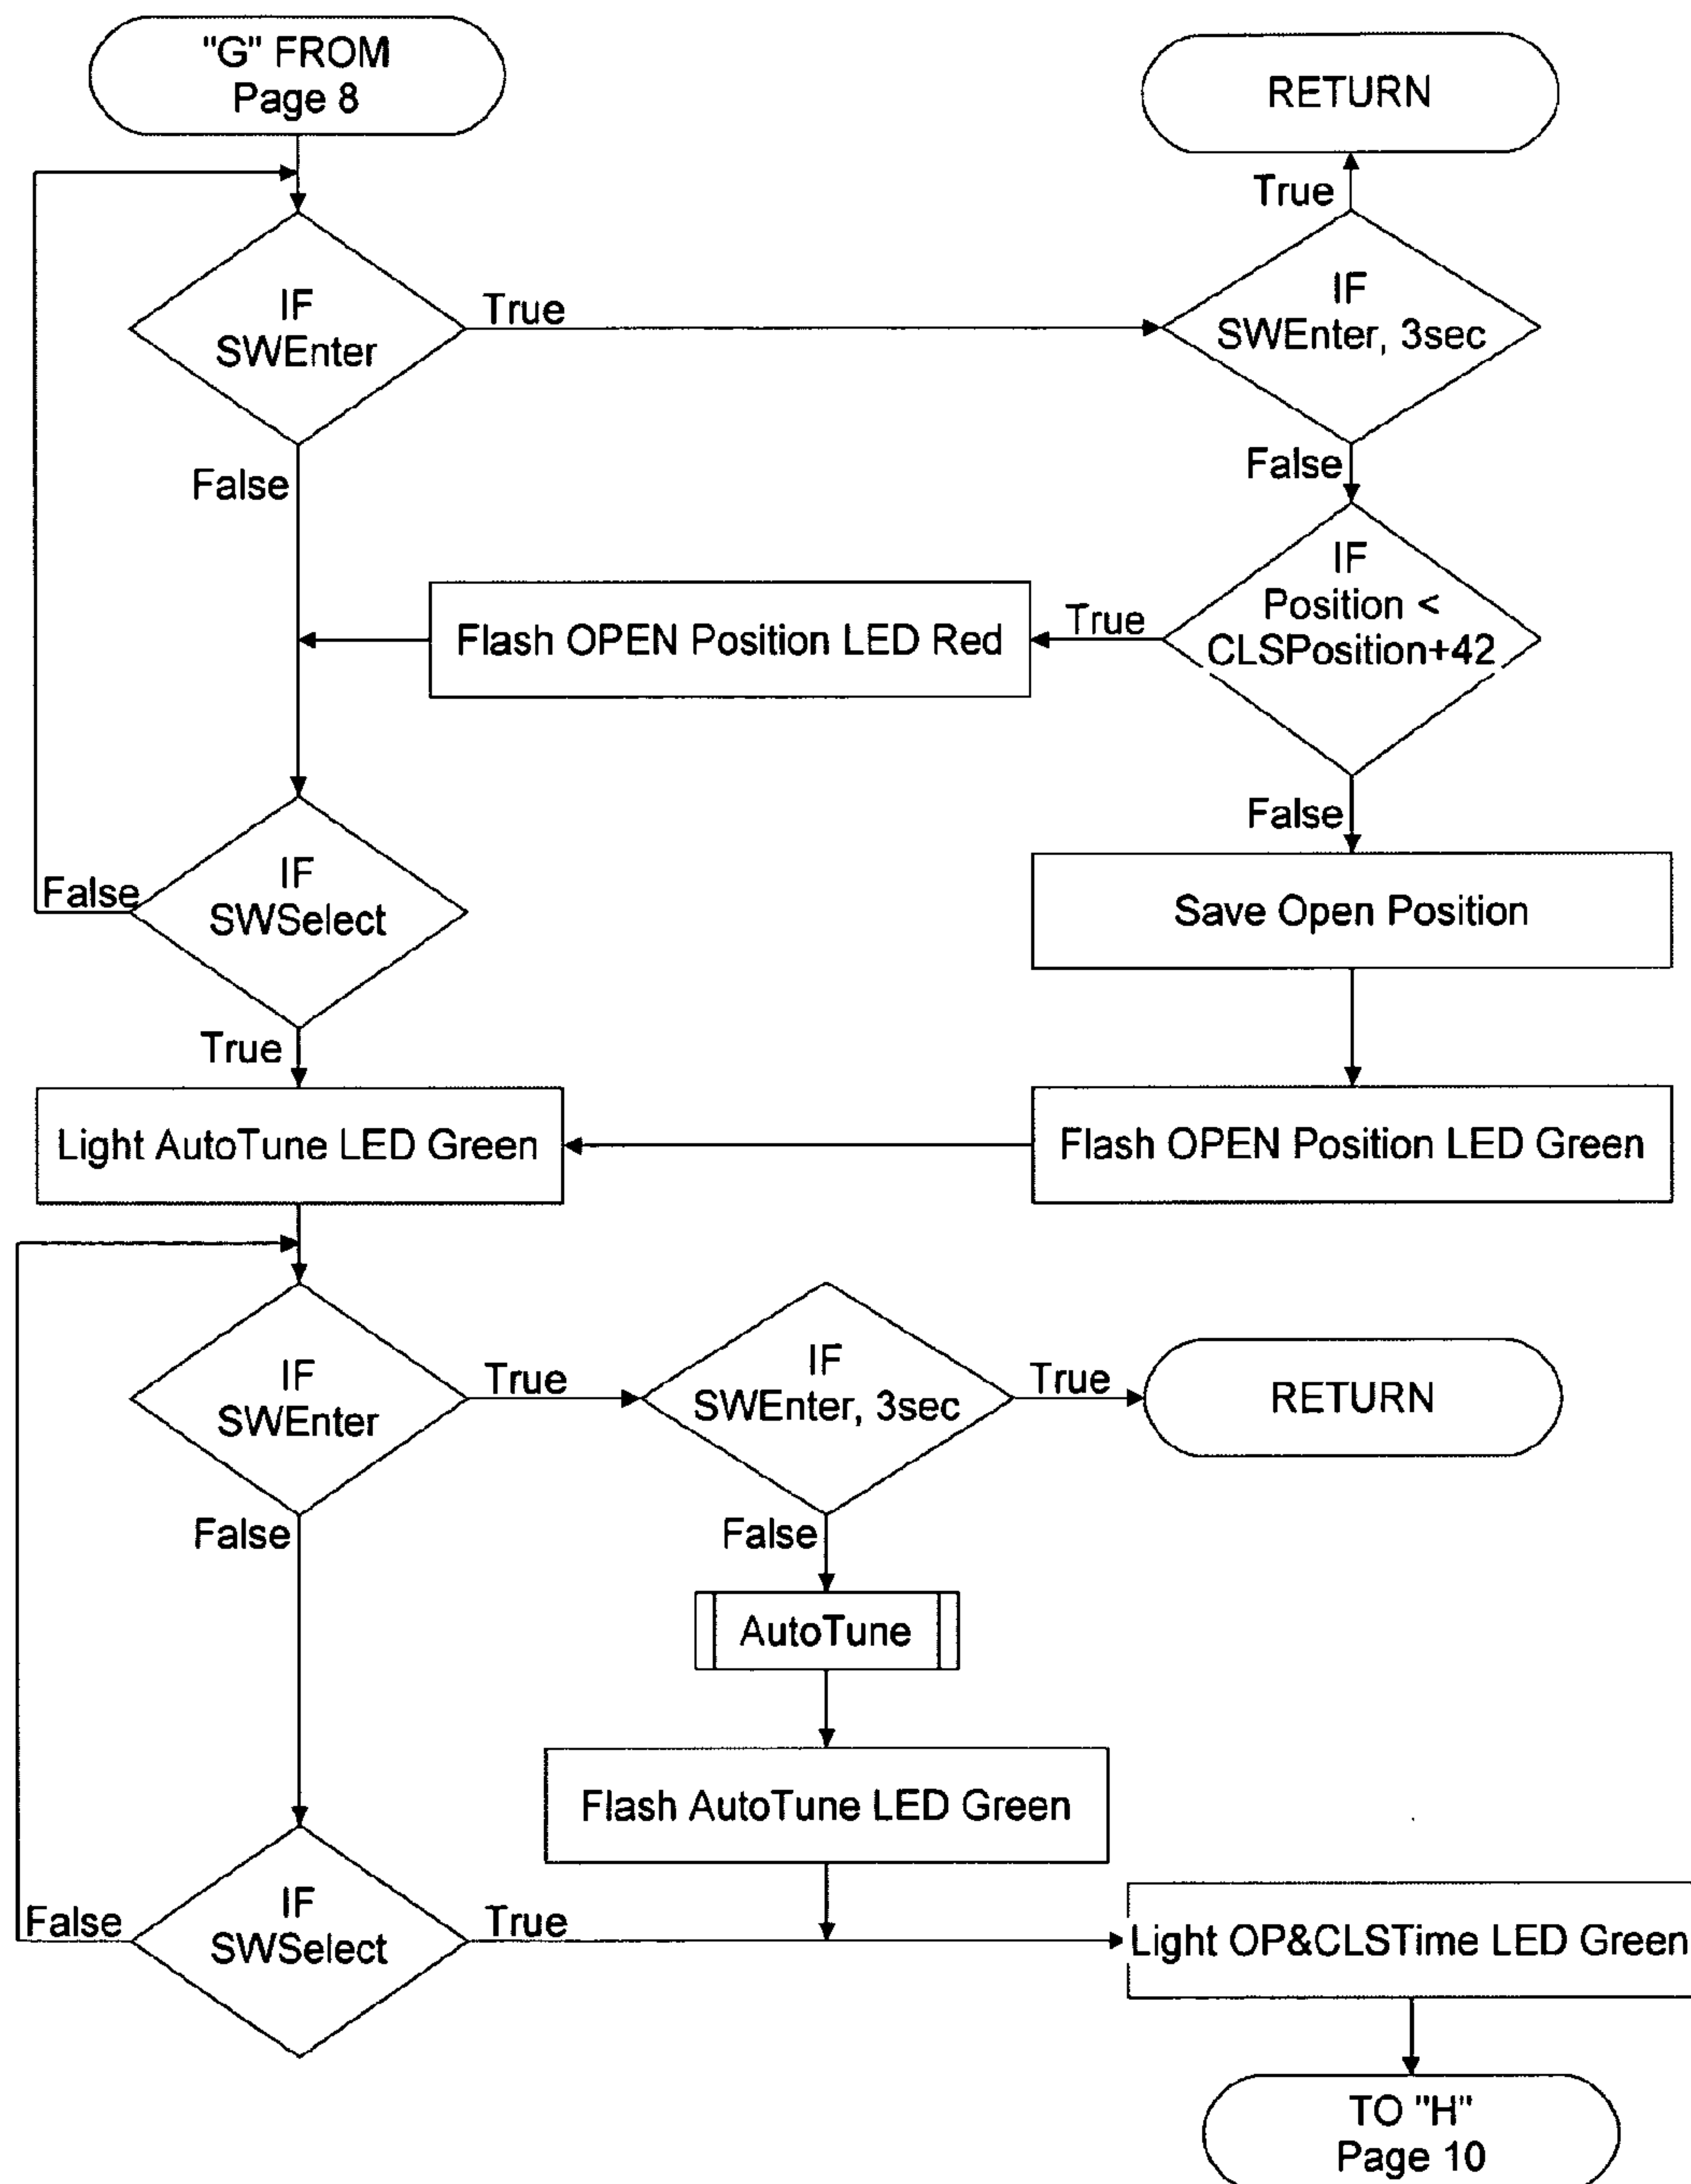 "G" FROM
Page 8
RETURN
True
IF
SWEnter
True
IF
SWEnter, 3sec
False
False
IF
Position <
CLSPosition+42
True
Flash OPEN Position LED Red
False
IF
SWSelect
False
Save Open Position
True
Light AutoTune LED Green
Flash OPEN Position LED Green
IF
SWEnter
True
IF
SWEnter, 3sec
True
RETURN
False
False
AutoTune
Flash AutoTune LED Green
IF
SWSelect
False
True
Light OP&CLSTime LED Green
TO "H"
Page 10